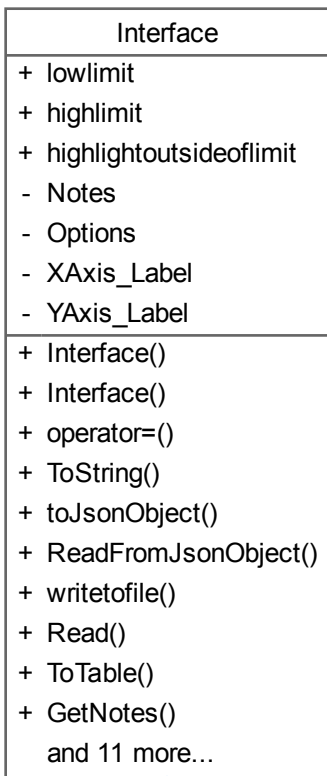 Interface
+ lowlimit
+ highlimit
+ highlightoutsideoflimit
- Notes
- Options
- XAxis_Label
- YAxis_Label
+ Interface()
+ Interface()
+ operator=()
+ ToString()
+ toJsonObject()
+ ReadFromJsonObject()
+ writetofile()
+ Read()
+ ToTable()
+ GetNotes()
and 11 more...